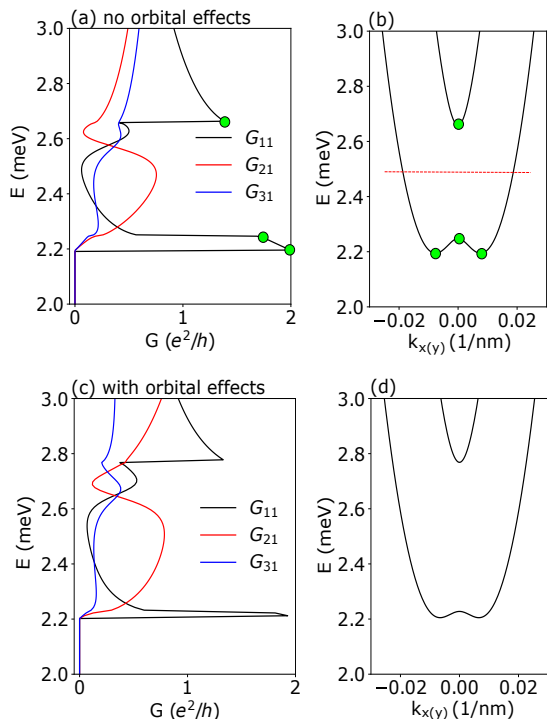 (a) no orbital effects
(b)
3.0
2.8
2.6
2.4
2.2
2.0
E (meV)
G₁₁
G₂₁
G₃₁
0
1
2
G (e²/h)
3.0
2.8
2.6
2.4
2.2
2.0
E (meV)
−0.02
0.00
0.02
kₓ₍ᵧ₎ (1/nm)
(c) with orbital effects
(d)
3.0
2.8
2.6
2.4
2.2
2.0
E (meV)
G₁₁
G₂₁
G₃₁
0
1
2
G (e²/h)
3.0
2.8
2.6
2.4
2.2
2.0
E (meV)
−0.02
0.00
0.02
kₓ₍ᵧ₎ (1/nm)